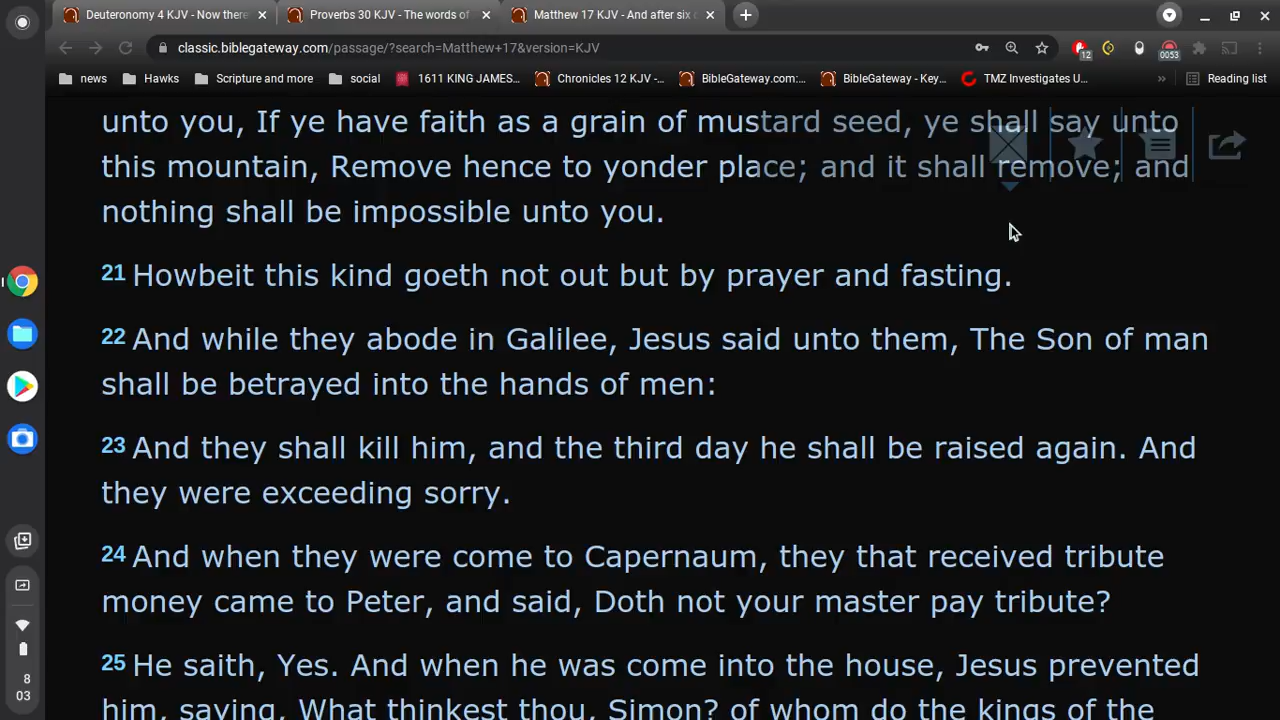 Deuteronomy 4 KJV - Now there
Proverbs 30 KJV - The words of
Matthew 17 KJV - And after six d
classic.biblegateway.com/passage/?search=Matthew+17&version=KJV
12
0053
news
Hawks
Scripture and more
social
1611 KING JAMES...
Chronicles 12 KJV -...
BibleGateway.com:...
BibleGateway - Key...
TMZ Investigates U...
»
Reading list
unto you, If ye have faith as a grain of mustard seed, ye shall say unto
this mountain, Remove hence to yonder place; and it shall remove; and
nothing shall be impossible unto you.
21 Howbeit this kind goeth not out but by prayer and fasting.
22 And while they abode in Galilee, Jesus said unto them, The Son of man
shall be betrayed into the hands of men:
23 And they shall kill him, and the third day he shall be raised again. And
they were exceeding sorry.
24 And when they were come to Capernaum, they that received tribute
money came to Peter, and said, Doth not your master pay tribute?
25 He saith, Yes. And when he was come into the house, Jesus prevented
him, saying, What thinkest thou, Simon? of whom do the kings of the
8
03